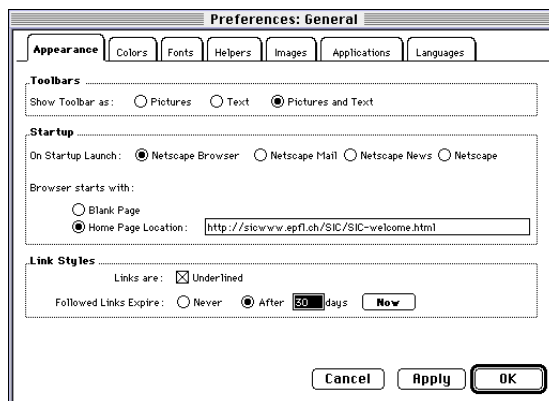 Preferences: General
Appearance Colors Fonts Helpers Images Applications Languages
Toolbars
Show Toolbar as: Pictures Text Pictures and Text
Startup
On Startup Launch: Netscape Browser Netscape Mail Netscape News Netscape
Browser starts with:
Blank Page
Home Page Location: http://sicwww.epfl.ch/SIC/SIC-welcome.html
Link Styles
Links are: Underlined
Followed Links Expire: Never After 30 days Now
Cancel Apply OK